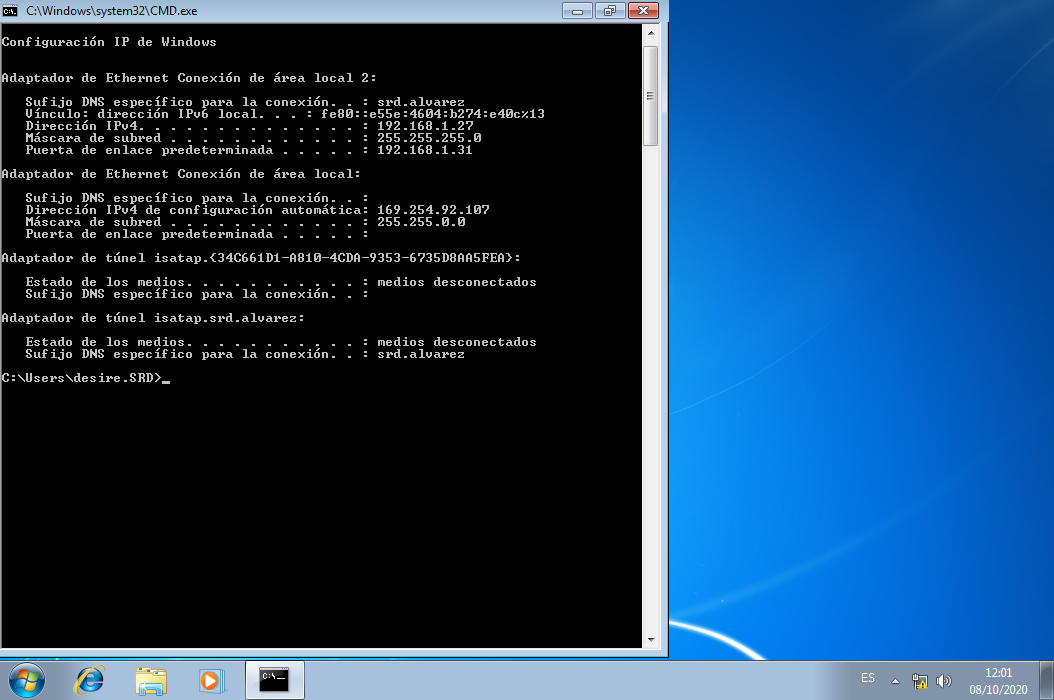 C:\Windows\system32\CMD.exe
Configuración IP de Windows
Adaptador de Ethernet Conexión de área local 2:
Sufijo DNS específico para la conexión. . : srd.alvarez
Vínculo: dirección IPv6 local. . . : fe80::e55e:4604:b274:e40c%13
Dirección IPv4. . . . . . . . . . . . . . : 192.168.1.27
Máscara de subred . . . . . . . . . . . . : 255.255.255.0
Puerta de enlace predeterminada . . . . . : 192.168.1.31
Adaptador de Ethernet Conexión de área local:
Sufijo DNS específico para la conexión. . :
Dirección IPv4 de configuración automática: 169.254.92.107
Máscara de subred . . . . . . . . . . . . : 255.255.0.0
Puerta de enlace predeterminada . . . . . :
Adaptador de túnel isatap.{34C661D1-A810-4CDA-9353-6735D8AA5FEA}:
Estado de los medios. . . . . . . . . . . : medios desconectados
Sufijo DNS específico para la conexión. . :
Adaptador de túnel isatap.srd.alvarez:
Estado de los medios. . . . . . . . . . . : medios desconectados
Sufijo DNS específico para la conexión. . : srd.alvarez
C:\Users\desire.SRD>_
ES
12:01
08/10/2020